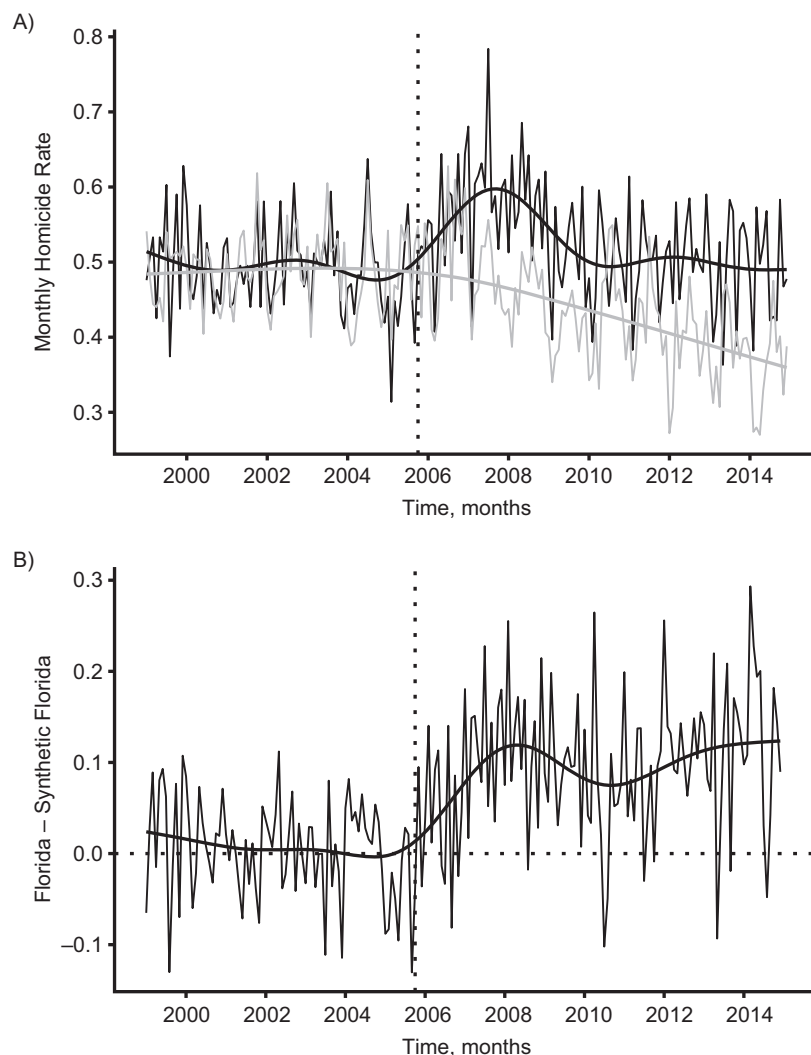 A)
Monthly Homicide Rate
0.8
0.7
0.6
0.5
0.4
0.3
2000 2002 2004 2006 2008 2010 2012 2014
Time, months
B)
Florida – Synthetic Florida
0.3
0.2
0.1
0.0
–0.1
2000 2002 2004 2006 2008 2010 2012 2014
Time, months